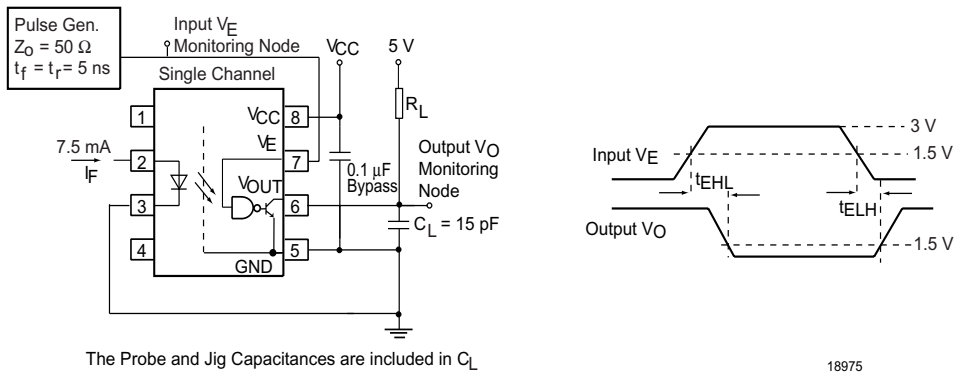 Pulse Gen.
ZO = 50 Ω
tf = tr= 5 ns
Input VE
Monitoring Node
Single Channel
VCC
5 V
1
2
3
4
VCC
8
VE
7
VOUT
6
5
GND
7.5 mA
IF
RL
0.1 μF
Bypass
Output VO
Monitoring
Node
CL = 15 pF
The Probe and Jig Capacitances are included in CL
Input VE
3 V
1.5 V
tEHL
tELH
Output VO
1.5 V
18975